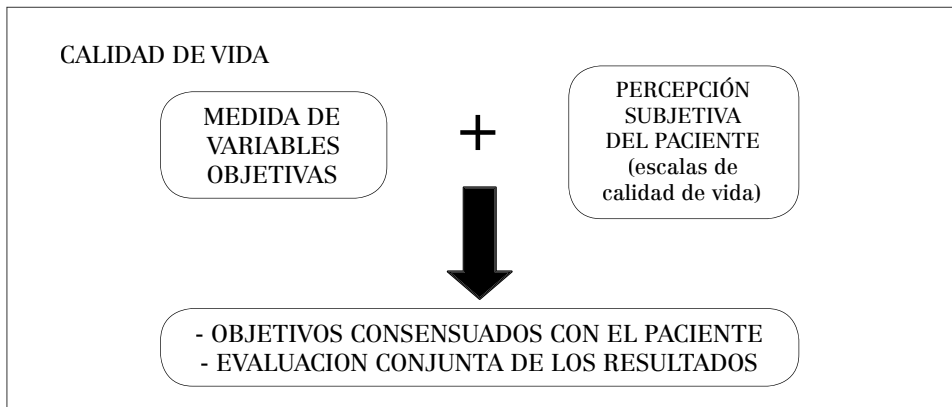 CALIDAD DE VIDA
MEDIDA DE
VARIABLES
OBJETIVAS
+
PERCEPCIÓN
SUBJETIVA
DEL PACIENTE
(escalas de
calidad de vida)
- OBJETIVOS CONSENSUADOS CON EL PACIENTE
- EVALUACION CONJUNTA DE LOS RESULTADOS